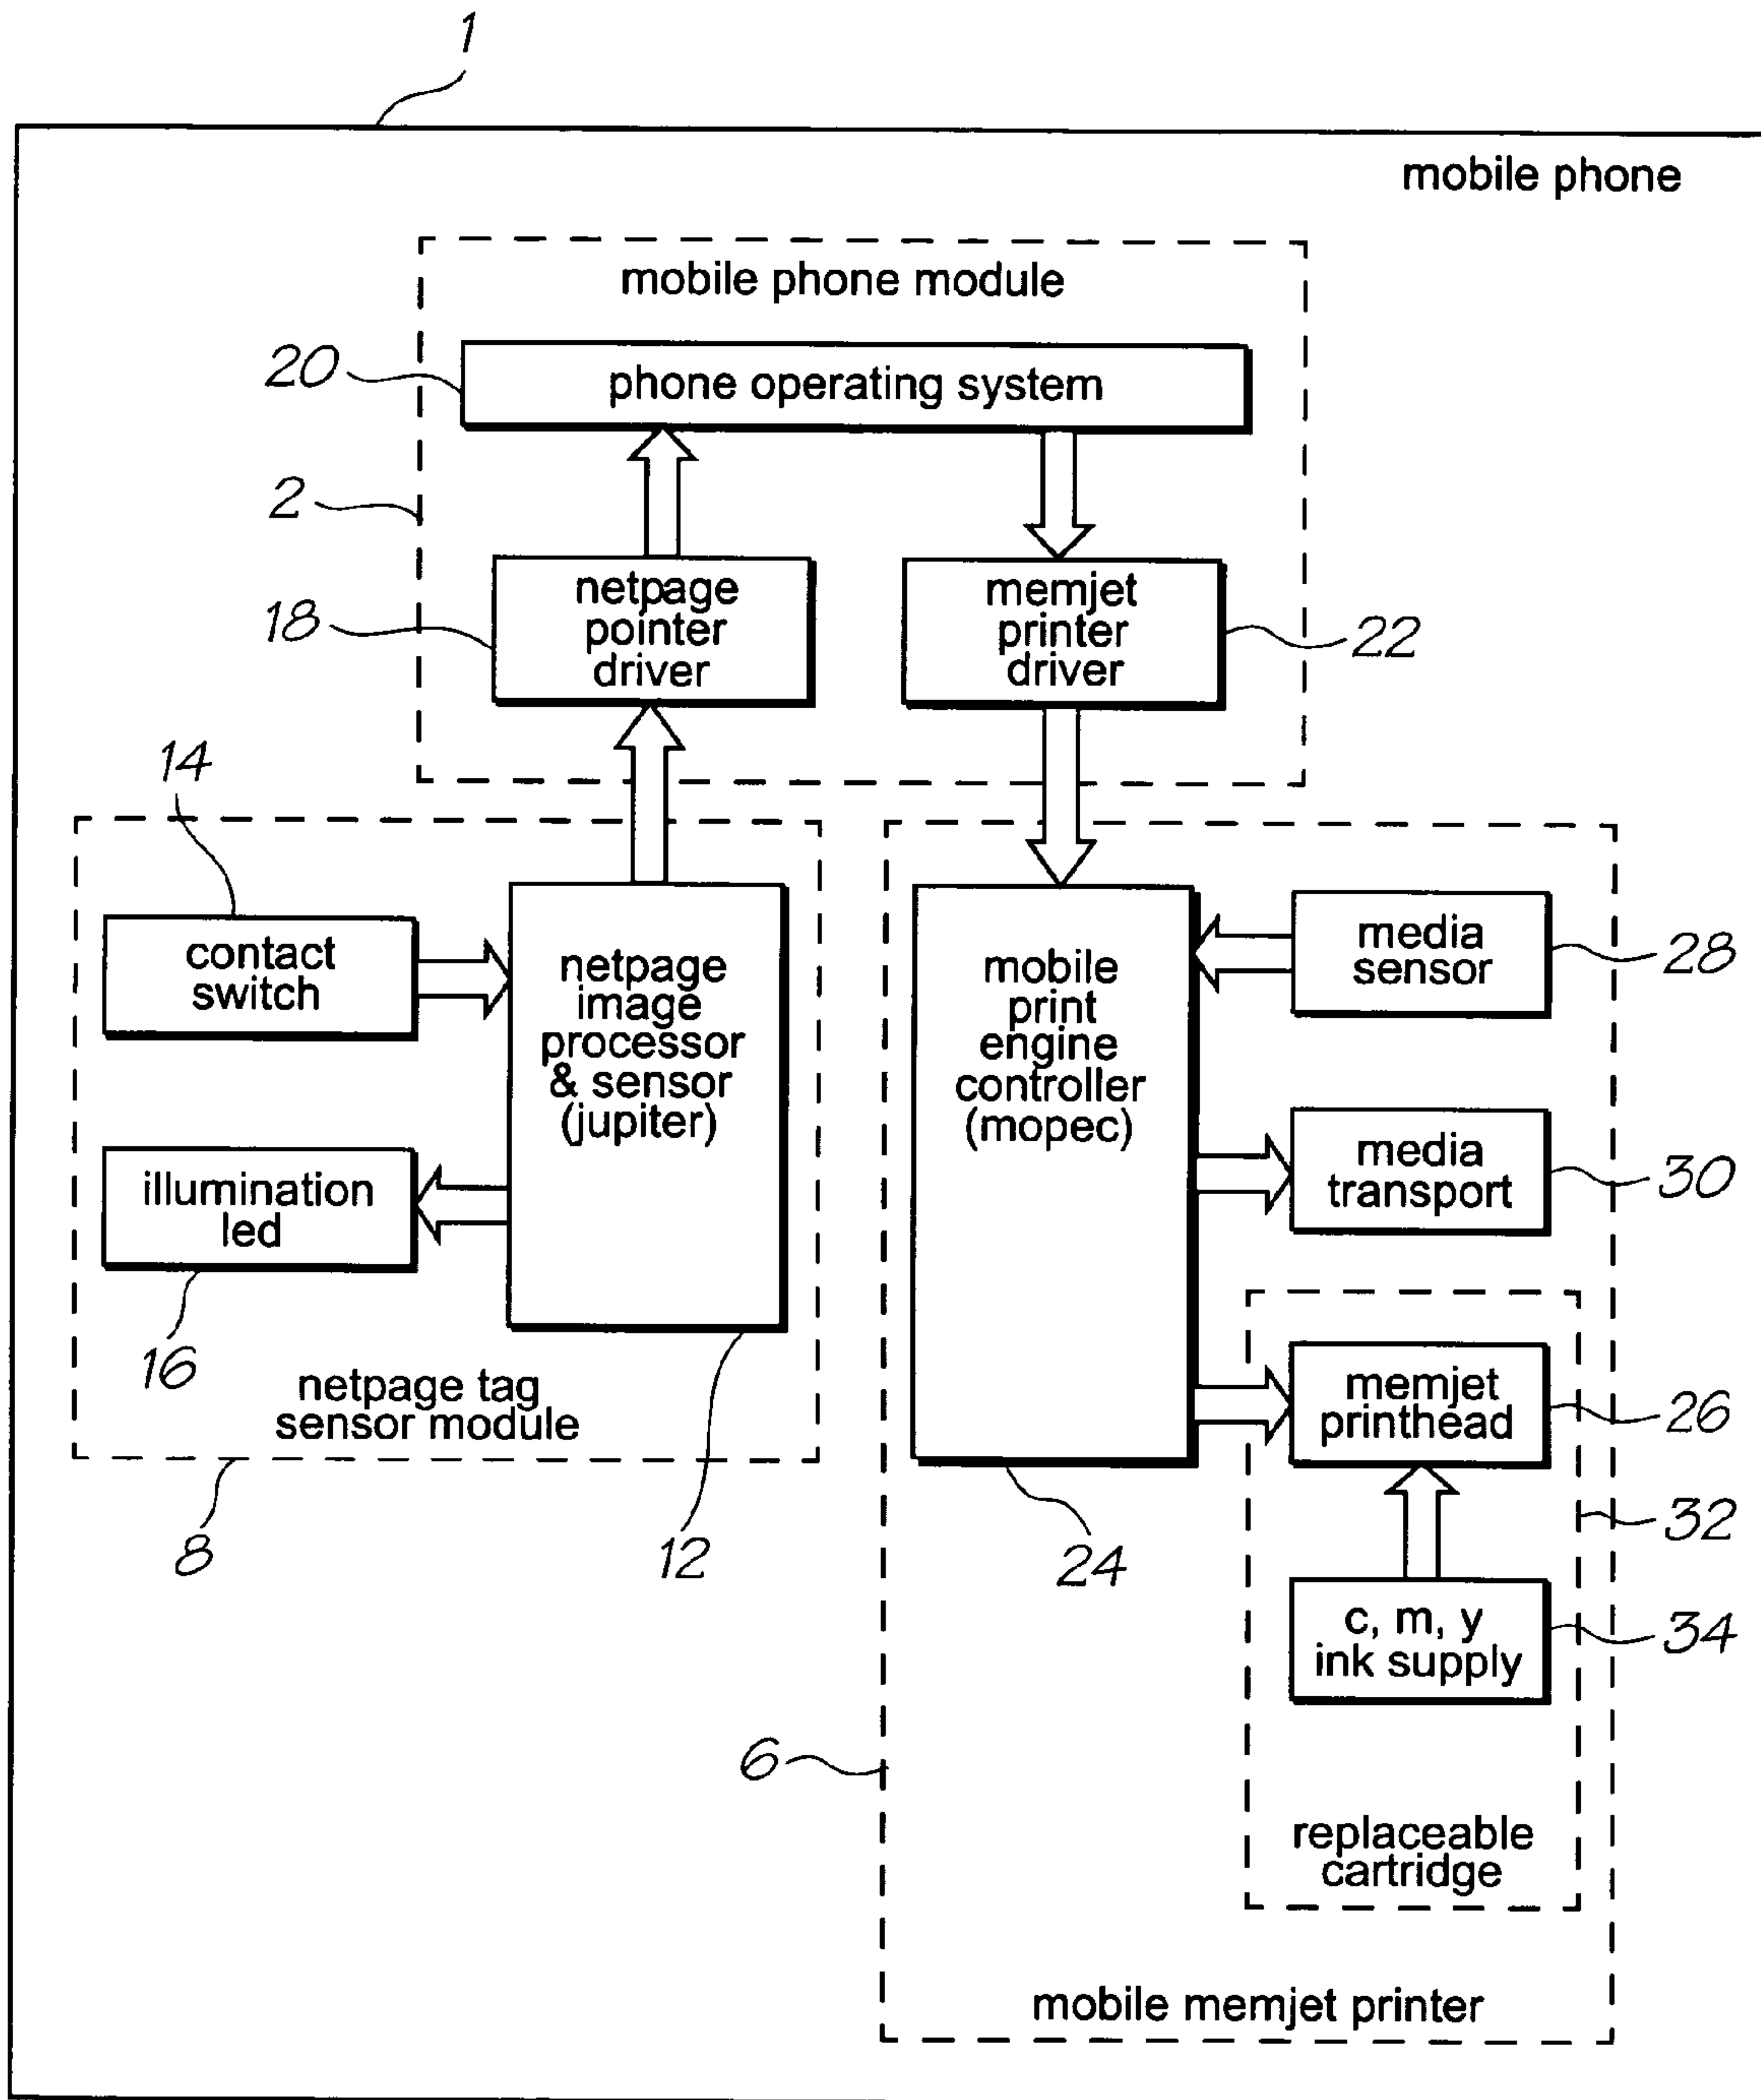 1
mobile phone
mobile phone module
20
phone operating system
2
18
netpage
pointer
driver
memjet
printer
driver
22
14
contact
switch
netpage
image
processor
& sensor
(jupiter)
illumination
led
16
netpage tag
sensor module
8
12
mobile
print
engine
controller
(mopec)
media
sensor
28
media
transport
30
memjet
printhead
26
32
24
c, m, y
ink supply
34
6
replaceable
cartridge
mobile memjet printer